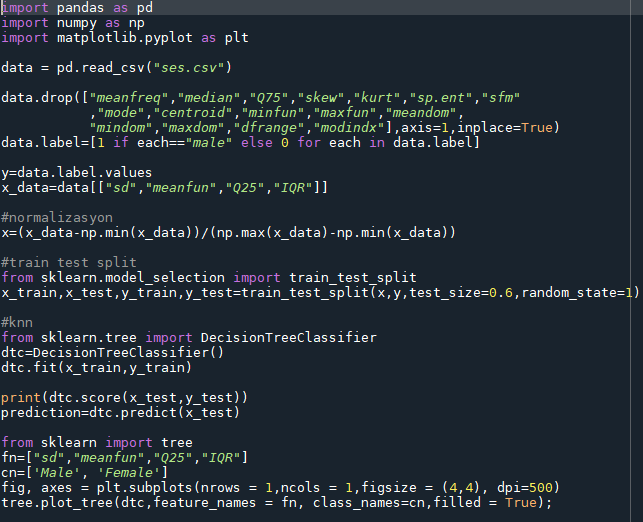 import pandas as pd
import numpy as np
import matplotlib.pyplot as plt
data = pd.read_csv("ses.csv")
data.drop(["meanfreq","median","Q75","skew","kurt","sp.ent","sfm"
,"mode","centroid","minfun","maxfun","meandom",
"mindom","maxdom","dfrange","modindx"],axis=1,inplace=True)
data.label=[1 if each=="male" else 0 for each in data.label]
y=data.label.values
x_data=data[["sd","meanfun","Q25","IQR"]]
#normalizasyon
x=(x_data-np.min(x_data))/(np.max(x_data)-np.min(x_data))
#train test split
from sklearn.model_selection import train_test_split
x_train,x_test,y_train,y_test=train_test_split(x,y,test_size=0.6,random_state=1)
#knn
from sklearn.tree import DecisionTreeClassifier
dtc=DecisionTreeClassifier()
dtc.fit(x_train,y_train)
print(dtc.score(x_test,y_test))
prediction=dtc.predict(x_test)
from sklearn import tree
fn=["sd","meanfun","Q25","IQR"]
cn=['Male', 'Female']
fig, axes = plt.subplots(nrows = 1,ncols = 1,figsize = (4,4), dpi=500)
tree.plot_tree(dtc,feature_names = fn, class_names=cn,filled = True);